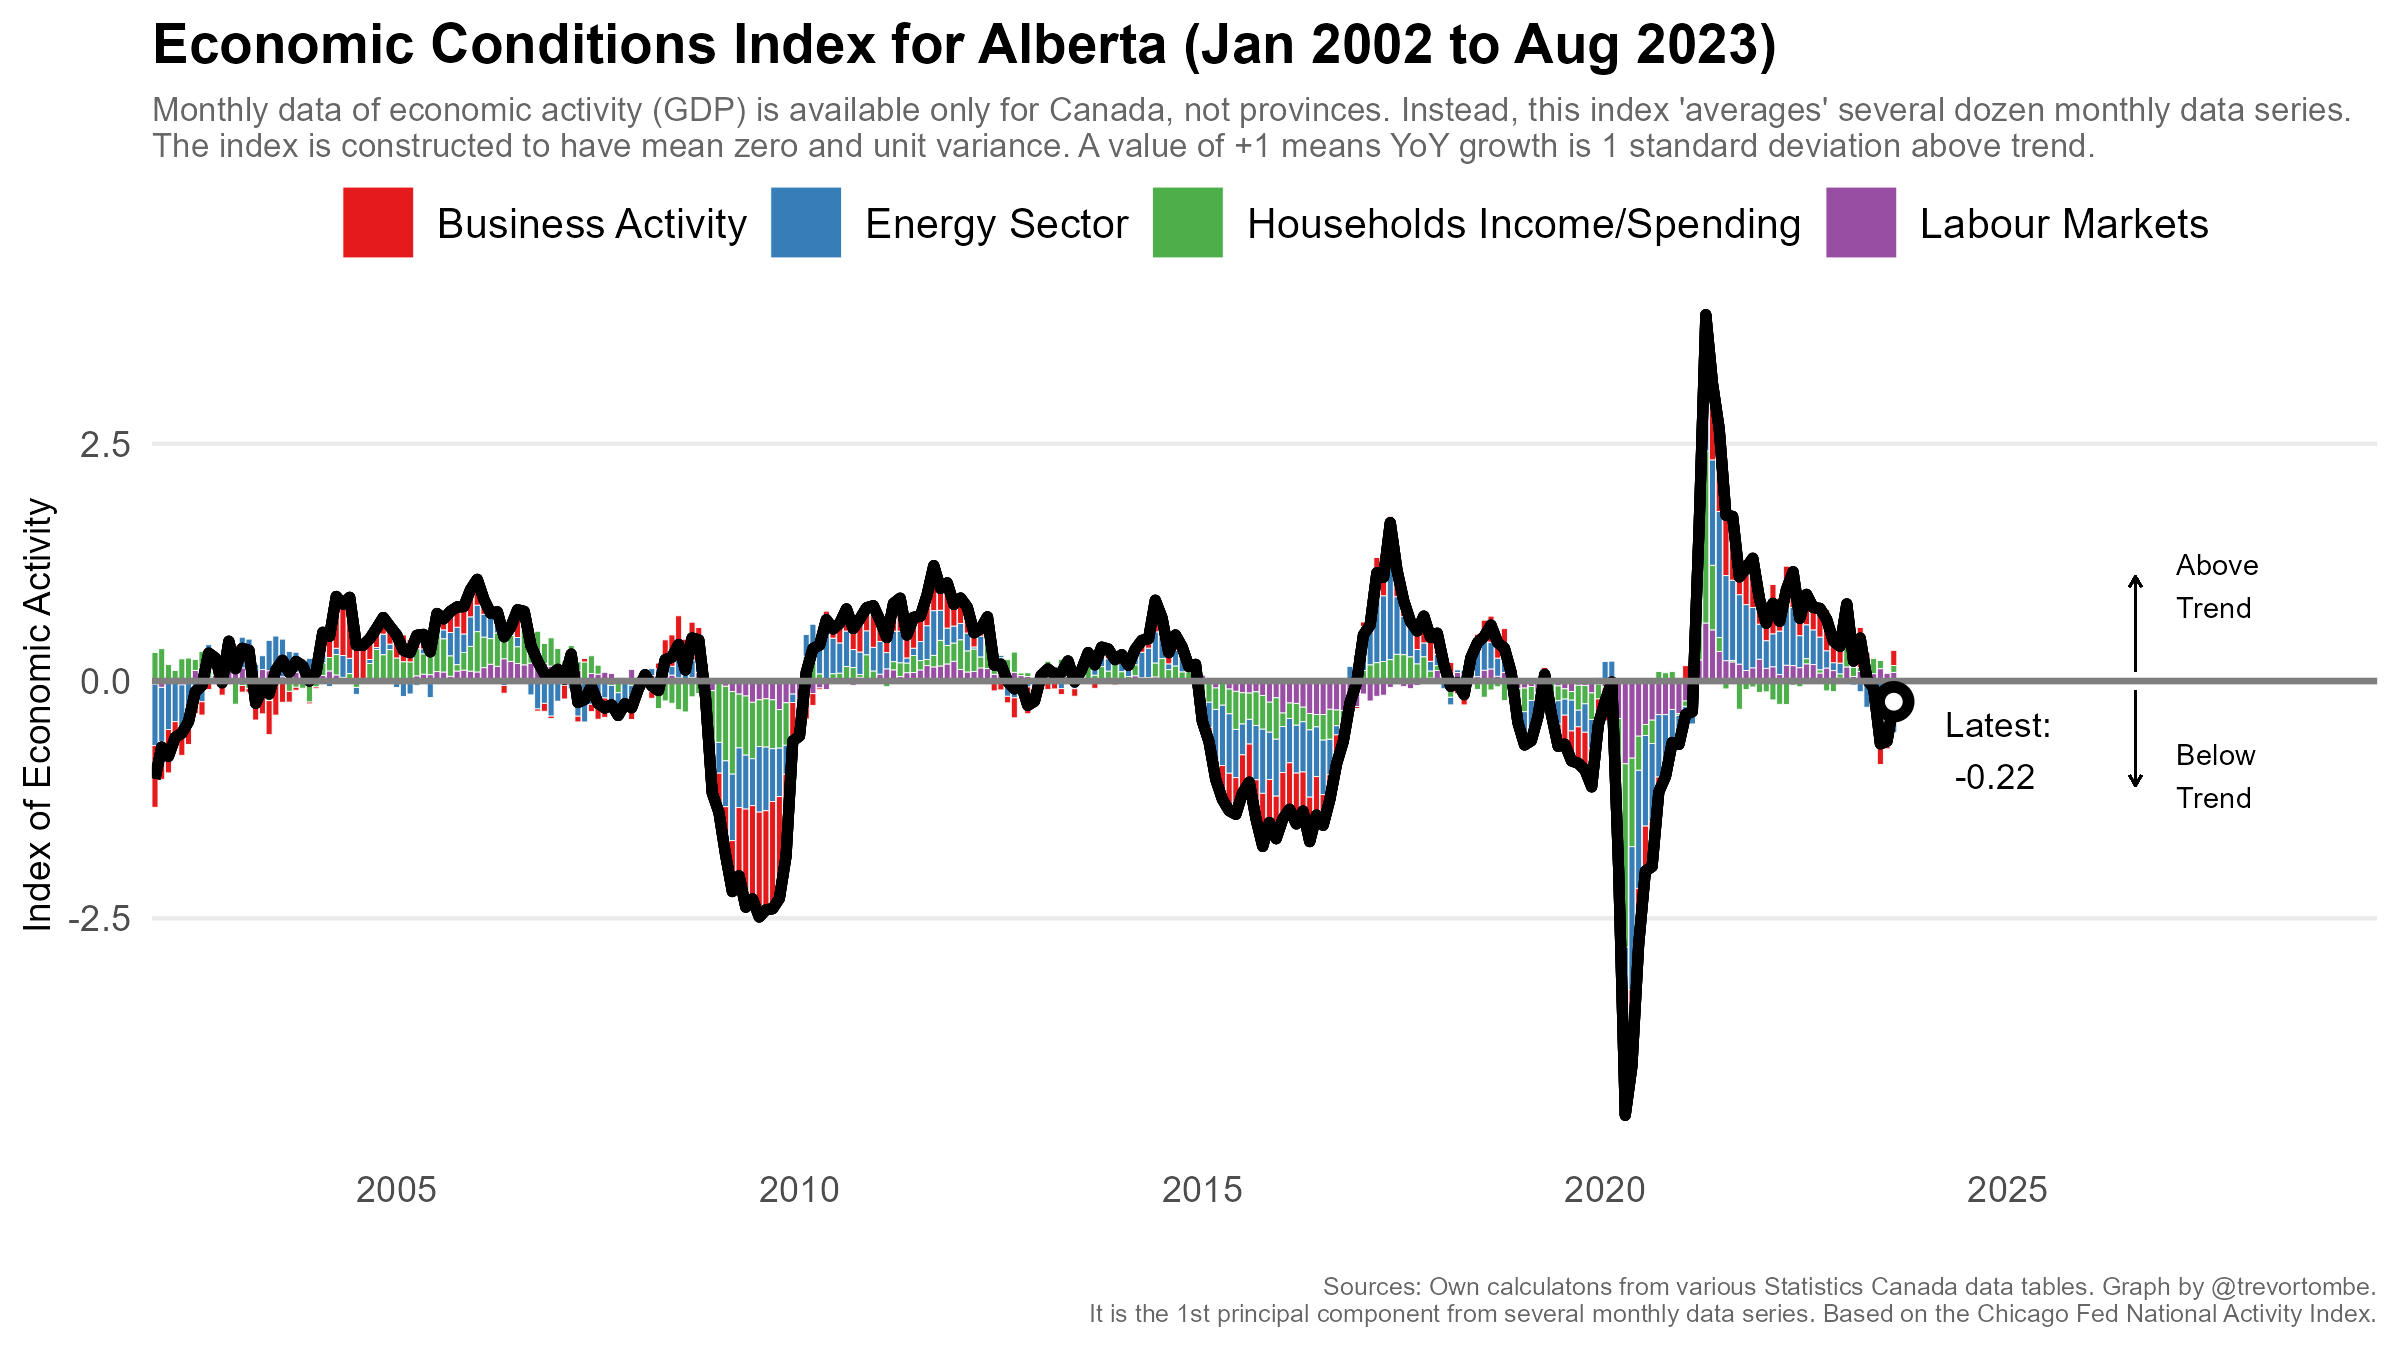 Economic Conditions Index for Alberta (Jan 2002 to Aug 2023)
Monthly data of economic activity (GDP) is available only for Canada, not provinces. Instead, this index 'averages' several dozen monthly data series.
The index is constructed to have mean zero and unit variance. A value of +1 means YoY growth is 1 standard deviation above trend.
Business Activity
Energy Sector
Households Income/Spending
Labour Markets
Index of Economic Activity
2.5
0.0
-2.5
Above
Trend
Latest:
-0.22
Below
Trend
2005
2010
2015
2020
2025
Sources: Own calculatons from various Statistics Canada data tables. Graph by @trevortombe.
It is the 1st principal component from several monthly data series. Based on the Chicago Fed National Activity Index.